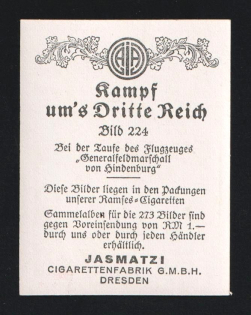 AJA
Kampf
um's Dritte Reich
Bild 224
Bei der Taufe des Flugzeuges
„Generalfeldmarschall
von Hindenburg"
Diese Bilder liegen in den Packungen
unserer Ramses-Cigaretten
Sammelalben für die 273 Bilder sind
gegen Voreinsendung von RM 1.—
durch uns oder durch jeden Händler
erhältlich.
JASMATZI
CIGARETTENFABRIK G.M.B.H.
DRESDEN